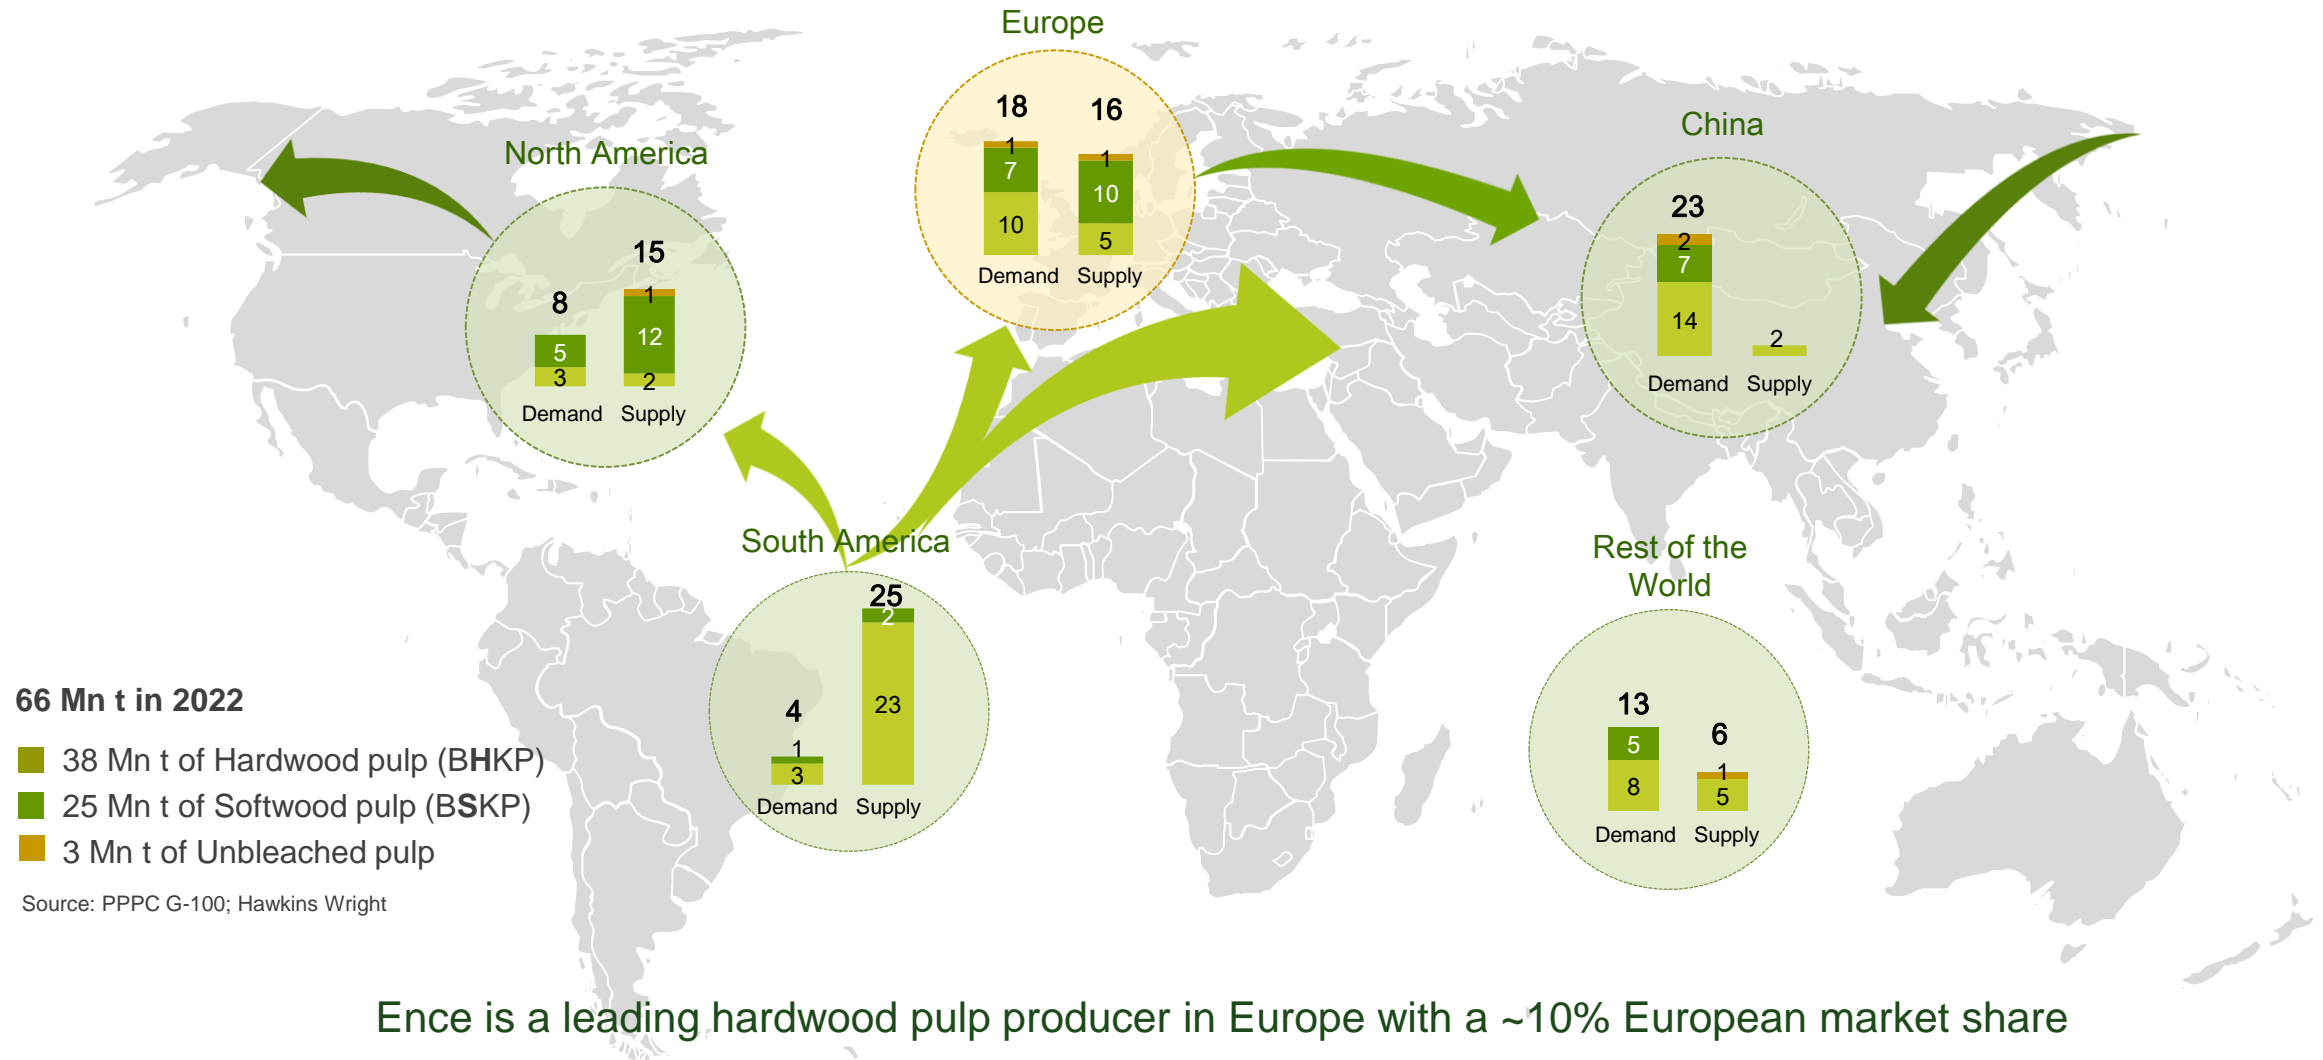 Europe
18
16
1
1
7
10
10
5
Demand
Supply
North America
15
8
1
12
5
3
2
Demand
Supply
China
23
2
7
14
2
Demand
Supply
South America
25
2
23
4
1
3
Demand
Supply
Rest of the
World
13
6
5
1
8
5
Demand
Supply
66 Mn t in 2022
38 Mn t of Hardwood pulp (BHKP)
25 Mn t of Softwood pulp (BSKP)
3 Mn t of Unbleached pulp
Source: PPPC G-100; Hawkins Wright
Ence is a leading hardwood pulp producer in Europe with a ~10% European market share